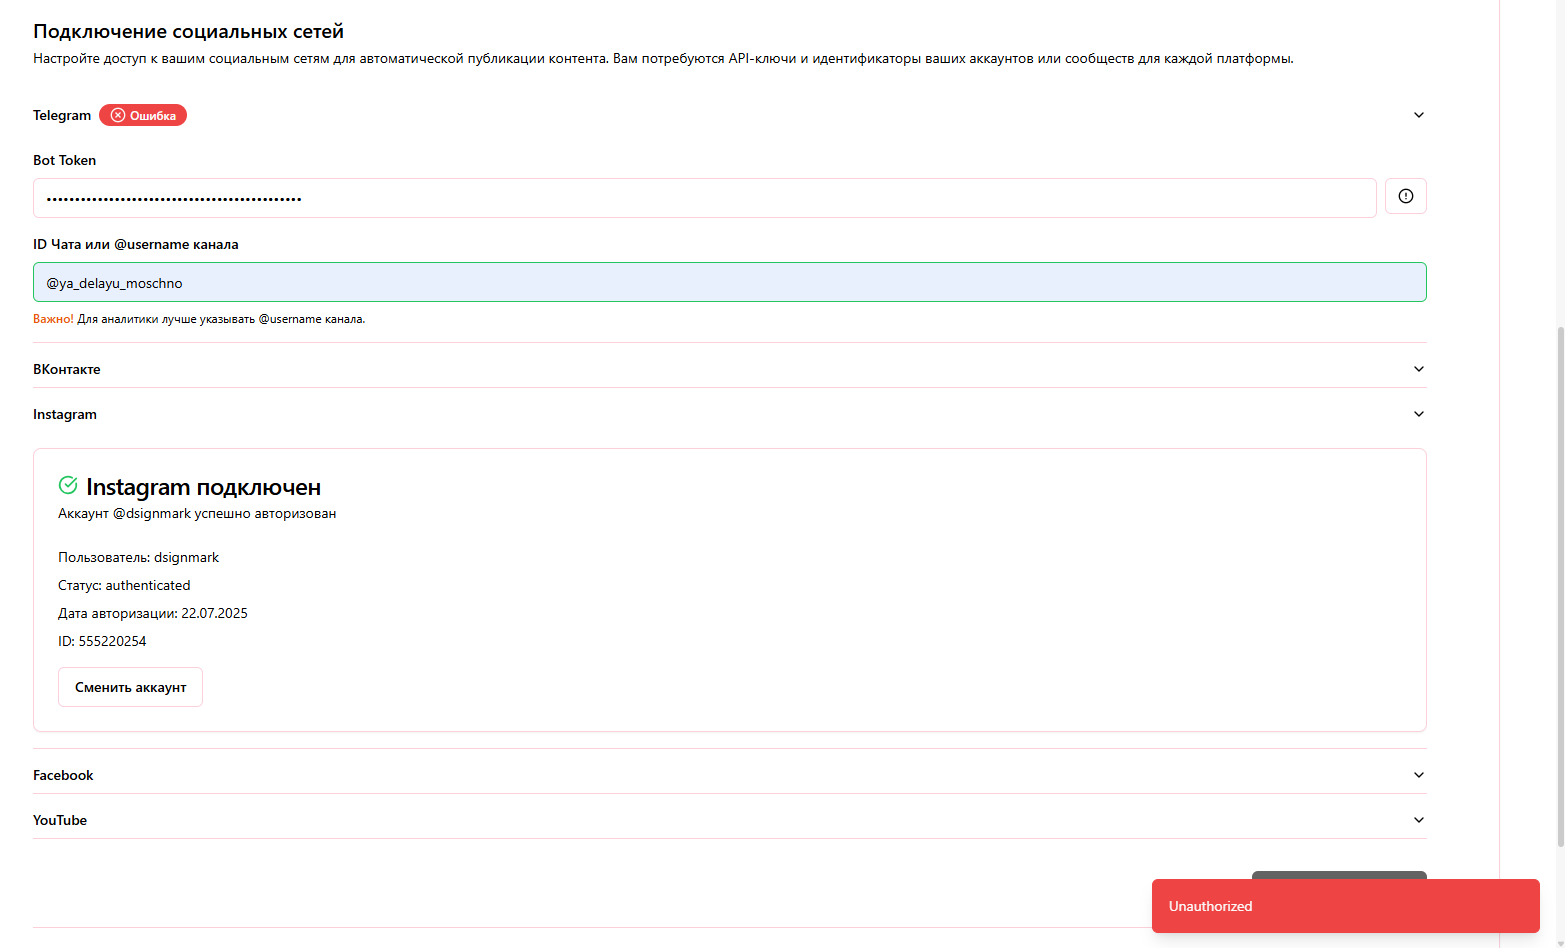 Подключение социальных сетей
Настройте доступ к вашим социальным сетям для автоматической публикации контента. Вам потребуются API-ключи и идентификаторы ваших аккаунтов или сообществ для каждой платформы.
Telegram Ошибка
Bot Token
••••••••••••••••••••••••••••••••••••••••••••••
ID Чата или @username канала
@ya_delayu_moschno
Важно! Для аналитики лучше указывать @username канала.
ВКонтакте
Instagram
Instagram подключен
Аккаунт @dsignmark успешно авторизован
Пользователь: dsignmark
Статус: authenticated
Дата авторизации: 22.07.2025
ID: 555220254
Сменить аккаунт
Facebook
YouTube
Unauthorized